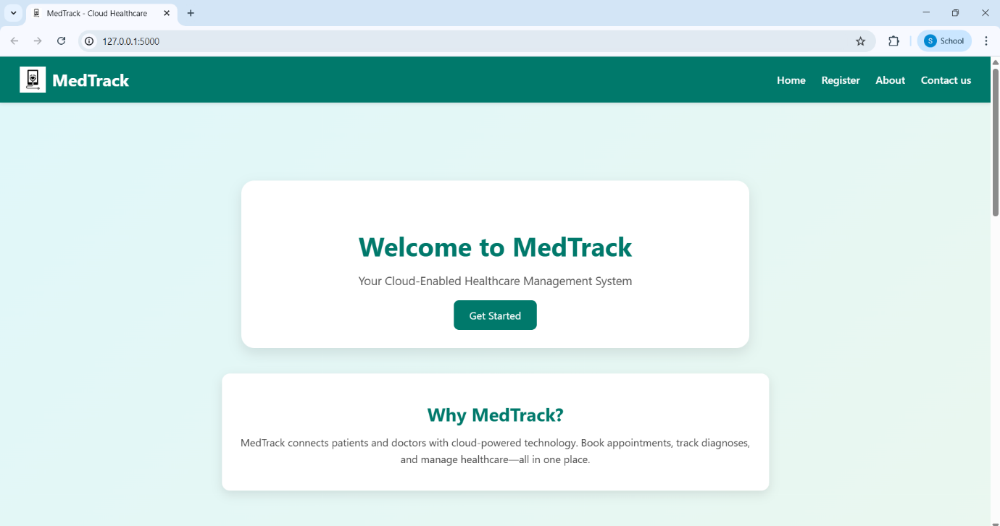 MedTrack - Cloud Healthcare
127.0.0.1:5000
S School
MedTrack
Home Register About Contact us
Welcome to MedTrack
Your Cloud-Enabled Healthcare Management System
Get Started
Why MedTrack?
MedTrack connects patients and doctors with cloud-powered technology. Book appointments, track diagnoses,
and manage healthcare—all in one place.